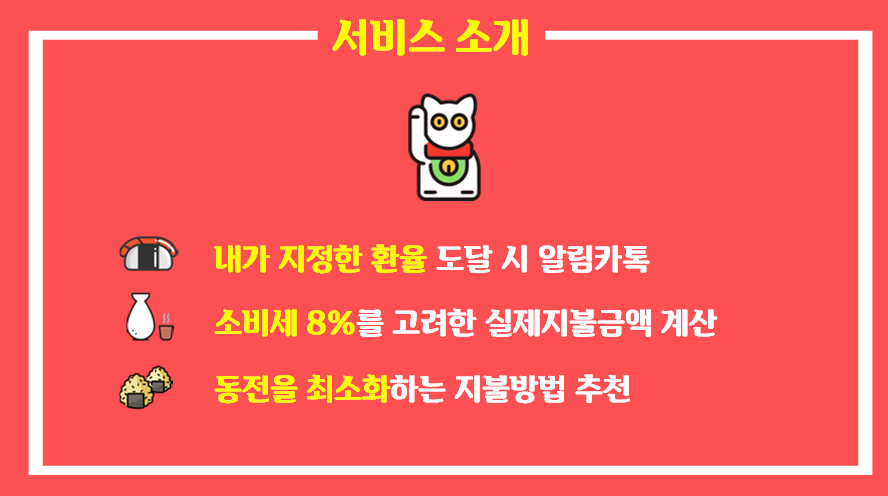 서비스 소개
내가 지정한 환율 도달 시 알림카톡
소비세 8%를 고려한 실제지불금액 계산
동전을 최소화하는 지불방법 추천